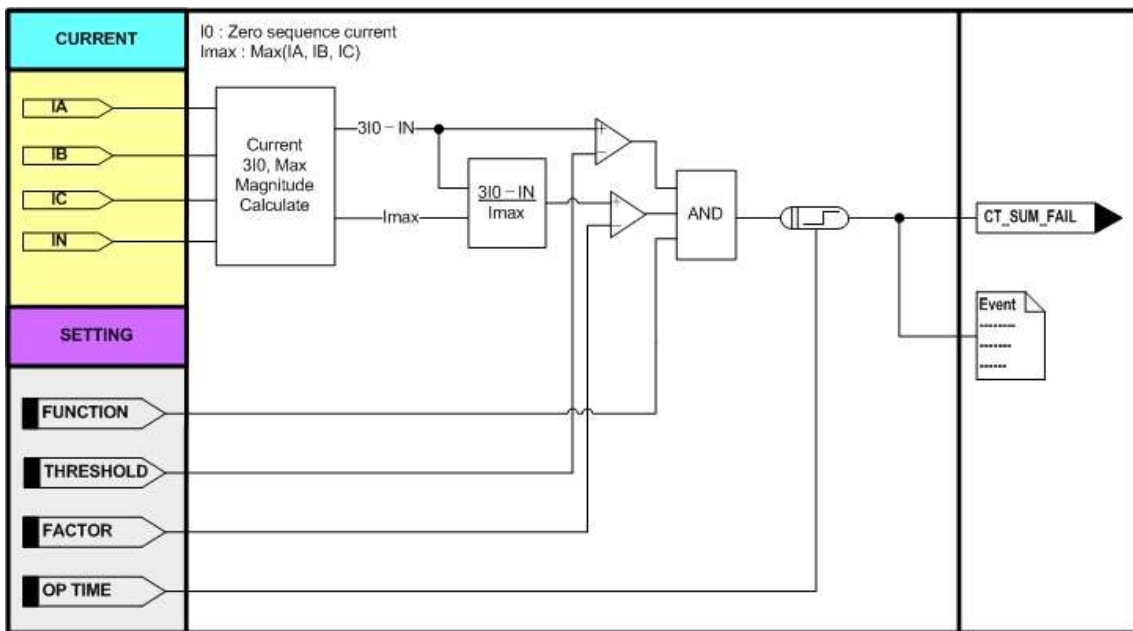 CURRENT
I0 : Zero sequence current
Imax : Max(IA, IB, IC)
IA
IB
IC
IN
Current
3I0, Max
Magnitude
Calculate
3I0-IN
Imax
3I0-IN
Imax
+
-
+
-
AND
CT_SUM_FAIL
Event
--------
-------
------
SETTING
FUNCTION
THRESHOLD
FACTOR
OP TIME